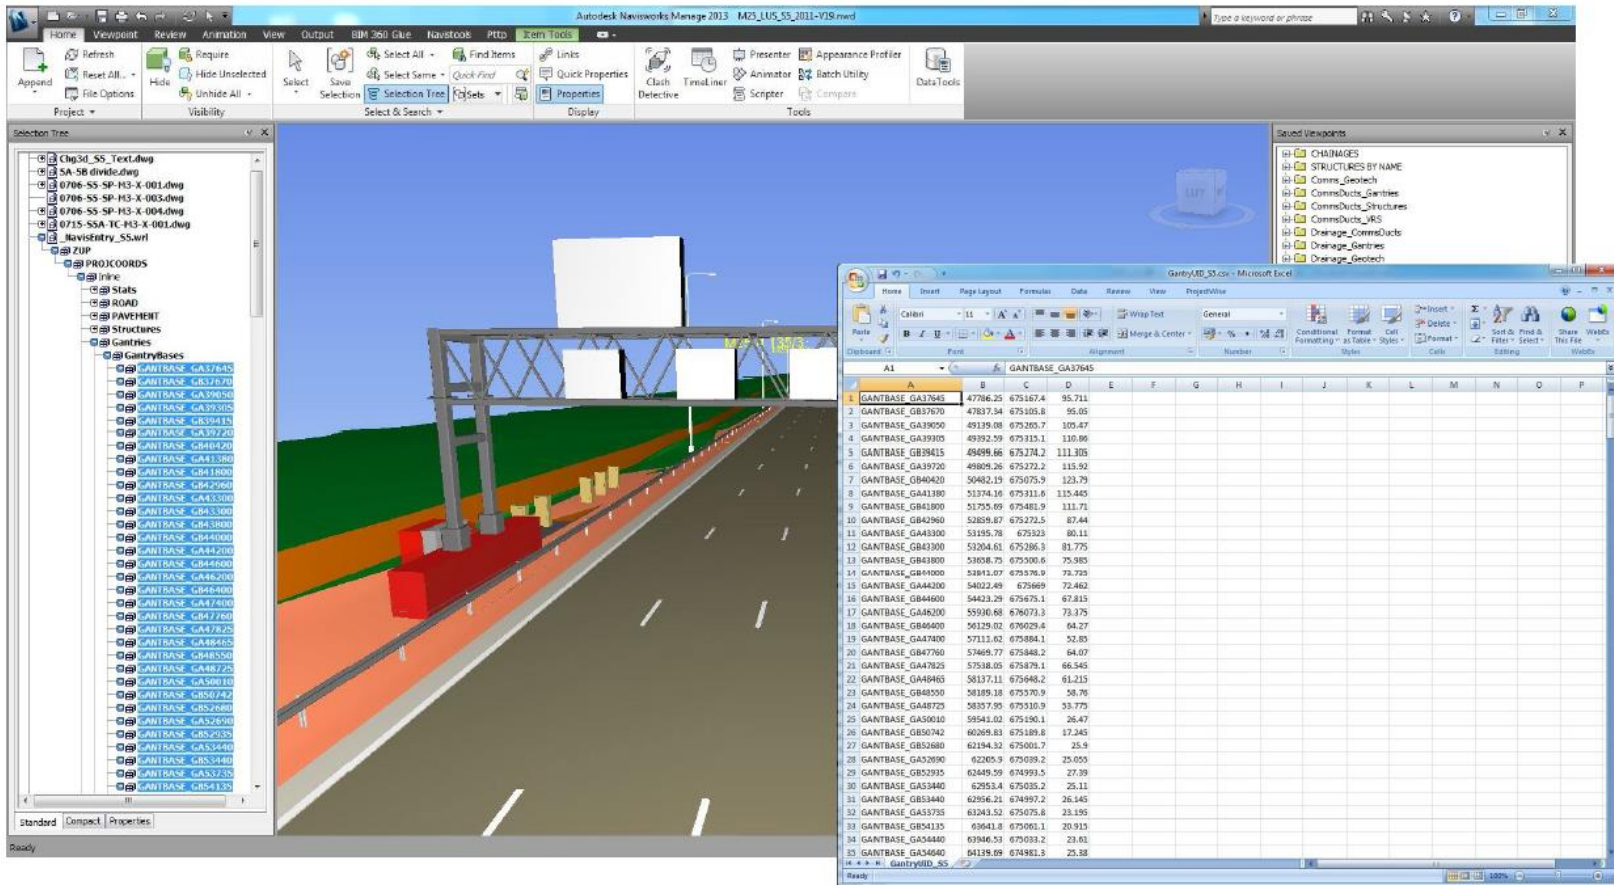 Autodesk Navisworks Manage 2013 M25_LUS_S5_2011-V19.nwd
Type a keyword or phrase
Home Viewpoint Review Animation View Output BIM 360 Glue Navistools Pttp Item Tools
Append
Refresh
Reset All...
File Options
Project
Hide
Require
Hide Unselected
Unhide All
Visibility
Select
Save Selection
Select All
Select Same
Selection Tree
Find Items
Quick Find
Sets
Select & Search
Links
Quick Properties
Properties
Display
Clash Detective
TimeLiner
Presenter
Animator
Scripter
Appearance Profiler
Batch Utility
Compare
Tools
DataTools
Selection Tree
Chg3d_S5_Text.dwg
5A-5B divide.dwg
0706-S5-SP-M3-X-001.dwg
0706-S5-SP-M3-X-003.dwg
0706-S5-SP-M3-X-004.dwg
0715-S5A-TC-M3-X-001.dwg
_NavisEntry_S5.wrl
ZUP
PROJCOORDS
Inline
Stats
ROAD
PAVEMENT
Structures
Gantries
GantryBases
GANTBASE_GA37645
GANTBASE_GB37670
GANTBASE_GA39050
GANTBASE_GA39305
GANTBASE_GB39415
GANTBASE_GA39720
GANTBASE_GB40420
GANTBASE_GA41380
GANTBASE_GB41800
GANTBASE_GB42960
GANTBASE_GA43300
GANTBASE_GB43300
GANTBASE_GB43800
GANTBASE_GB44000
GANTBASE_GA44200
GANTBASE_GB44600
GANTBASE_GA46200
GANTBASE_GB46400
GANTBASE_GA47400
GANTBASE_GB47760
GANTBASE_GA47825
GANTBASE_GA48465
GANTBASE_GB48550
GANTBASE_GA48725
GANTBASE_GA50010
GANTBASE_GB50742
GANTBASE_GB52680
GANTBASE_GA52690
GANTBASE_GB52935
GANTBASE_GA53440
GANTBASE_GB53440
GANTBASE_GA53735
GANTBASE_GB54135
Standard Compact Properties
Ready
Saved Viewpoints
CHAINAGES
STRUCTURES BY NAME
Comms_Geotech
CommsDucts_Gantries
CommsDucts_Structures
CommsDucts_VRS
Drainage_CommsDucts
Drainage_Gantries
Drainage_Geotech
GantryUID_S5.csv - Microsoft Excel
Home Insert Page Layout Formulas Data Review View ProjectWise
Paste
Clipboard
Calibri 11
B I U
Font
Wrap Text
Merge & Center
Alignment
General
Number
Conditional Formatting
Format as Table
Cell Styles
Styles
Insert
Delete
Format
Cells
Sort & Filter
Find & Select
Editing
Share This File
WebEx
WebEx
A1 fx GANTBASE_GA37645
A B C D E F G H I J K L M N O P
1 GANTBASE_GA37645 47786.25 675167.4 95.711
2 GANTBASE_GB37670 47837.34 675105.8 95.05
3 GANTBASE_GA39050 49139.08 675265.7 105.47
4 GANTBASE_GA39305 49392.59 675315.1 110.86
5 GANTBASE_GB39415 49499.66 675274.2 111.305
6 GANTBASE_GA39720 49809.26 675272.2 115.92
7 GANTBASE_GB40420 50482.19 675075.9 123.79
8 GANTBASE_GA41380 51374.16 675311.6 115.445
9 GANTBASE_GB41800 51755.69 675481.9 111.71
10 GANTBASE_GB42960 52859.87 675272.5 87.44
11 GANTBASE_GA43300 53195.78 675323 80.11
12 GANTBASE_GB43300 53204.61 675286.3 81.775
13 GANTBASE_GB43800 53658.75 675500.6 75.985
14 GANTBASE_GB44000 53841.07 675576.9 73.735
15 GANTBASE_GA44200 54022.49 675669 72.462
16 GANTBASE_GB44600 54423.29 675675.1 67.815
17 GANTBASE_GA46200 55930.68 676073.3 73.375
18 GANTBASE_GB46400 56129.02 676029.4 64.27
19 GANTBASE_GA47400 57111.62 675884.1 52.85
20 GANTBASE_GB47760 57469.77 675848.2 64.07
21 GANTBASE_GA47825 57538.05 675879.1 66.545
22 GANTBASE_GA48465 58137.11 675648.2 61.215
23 GANTBASE_GB48550 58189.18 675570.9 58.76
24 GANTBASE_GA48725 58357.95 675510.9 53.775
25 GANTBASE_GA50010 59541.02 675190.1 26.47
26 GANTBASE_GB50742 60269.83 675189.8 17.245
27 GANTBASE_GB52680 62194.32 675001.7 25.9
28 GANTBASE_GA52690 62205.9 675039.2 25.055
29 GANTBASE_GB52935 62449.59 674993.5 27.39
30 GANTBASE_GA53440 62953.4 675035.2 25.11
31 GANTBASE_GB53440 62956.21 674997.2 26.145
32 GANTBASE_GA53735 63243.52 675075.8 23.195
33 GANTBASE_GB54135 63641.8 675061.1 20.915
34 GANTBASE_GA54440 63946.53 675033.2 23.61
35 GANTBASE_GA54640 64139.69 674981.3 25.38
GantryUID_S5
Ready
100%